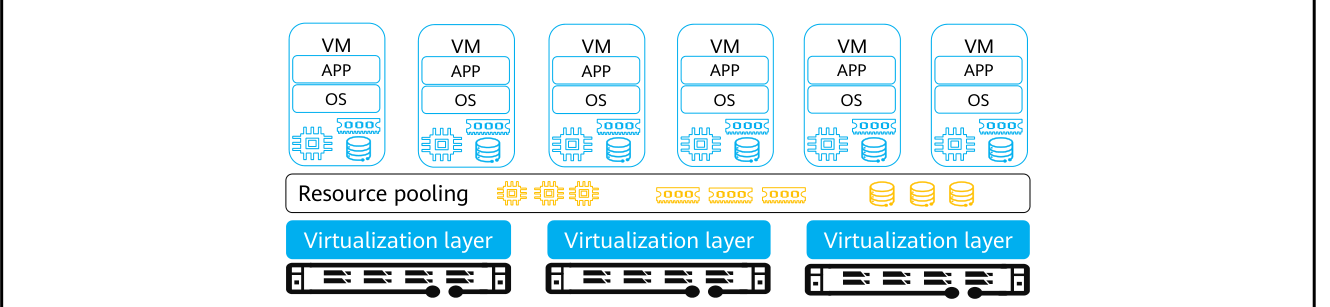 VM VM VM VM VM VM
APP APP APP APP APP APP
OS OS OS OS OS OS
Resource pooling
Virtualization layer Virtualization layer Virtualization layer